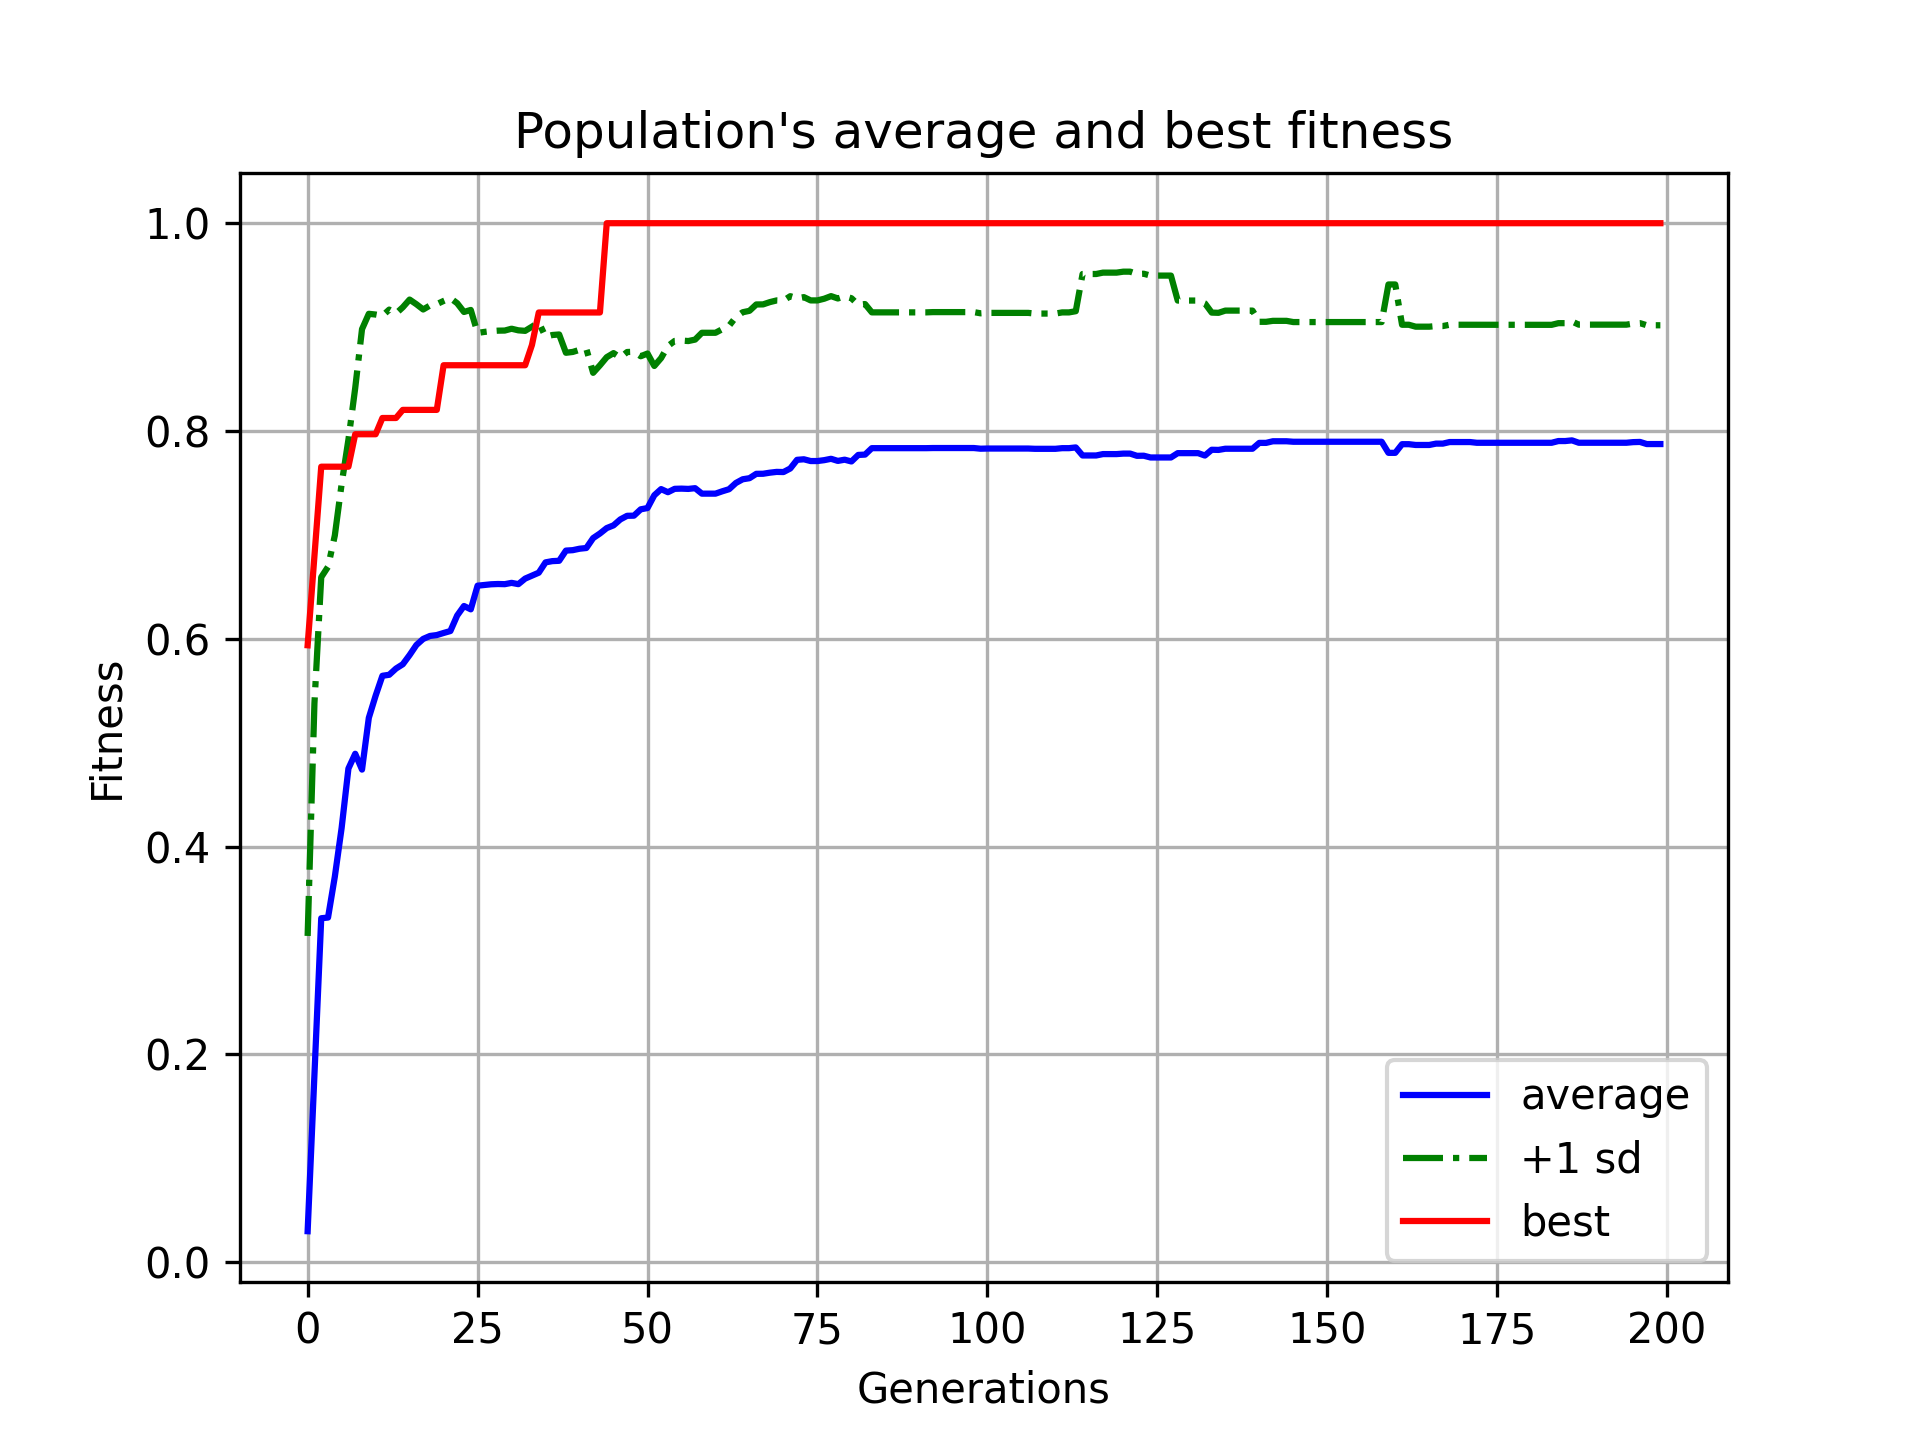 Population's average and best fitness
1.0
0.8
0.6
0.4
0.2
0.0
Fitness
0 25 50 75 100 125 150 175 200
Generations
average
+1 sd
best